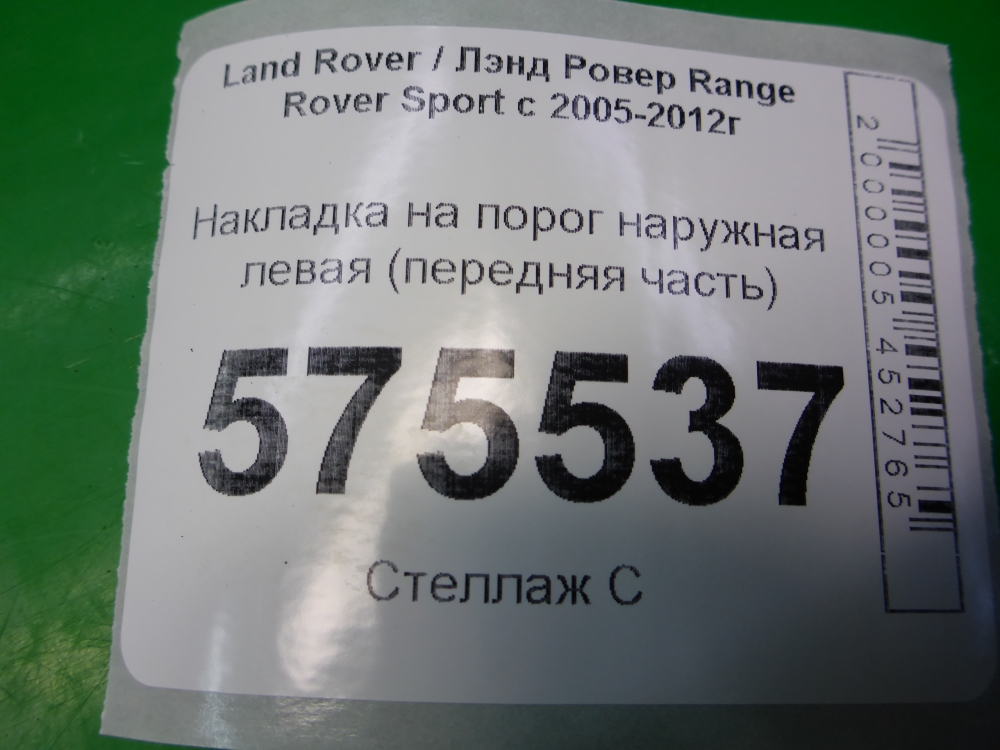 Land Rover / Лэнд Ровер Range
Rover Sport с 2005-2012г
Накладка на порог наружная
левая (передняя часть)
575537
Стеллаж С
2000005452765